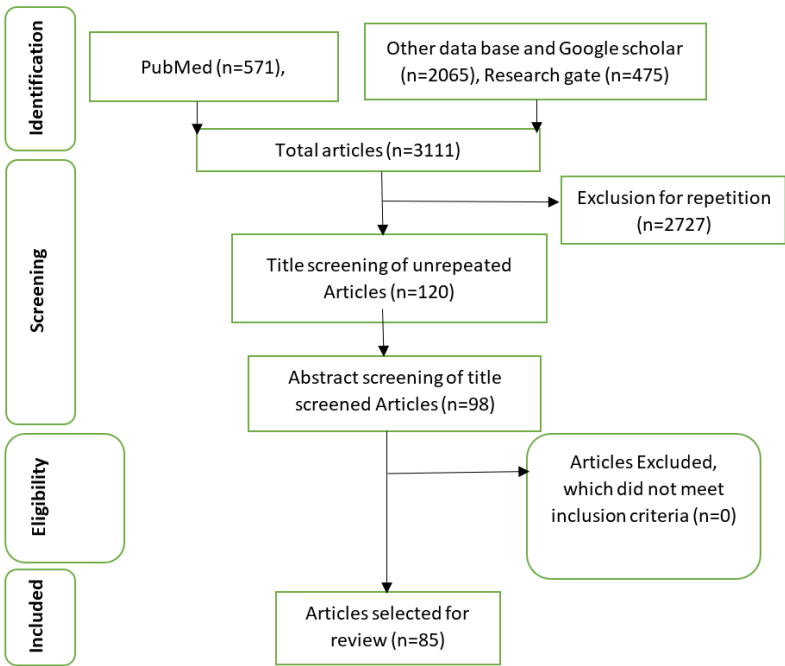 Identification
PubMed (n=571),
Other data base and Google scholar
(n=2065), Research gate (n=475)
Total articles (n=3111)
Screening
Exclusion for repetition
(n=2727)
Title screening of unrepeated
Articles (n=120)
Abstract screening of title
screened Articles (n=98)
Eligibility
Articles Excluded,
which did not meet
inclusion criteria (n=0)
Included
Articles selected for
review (n=85)